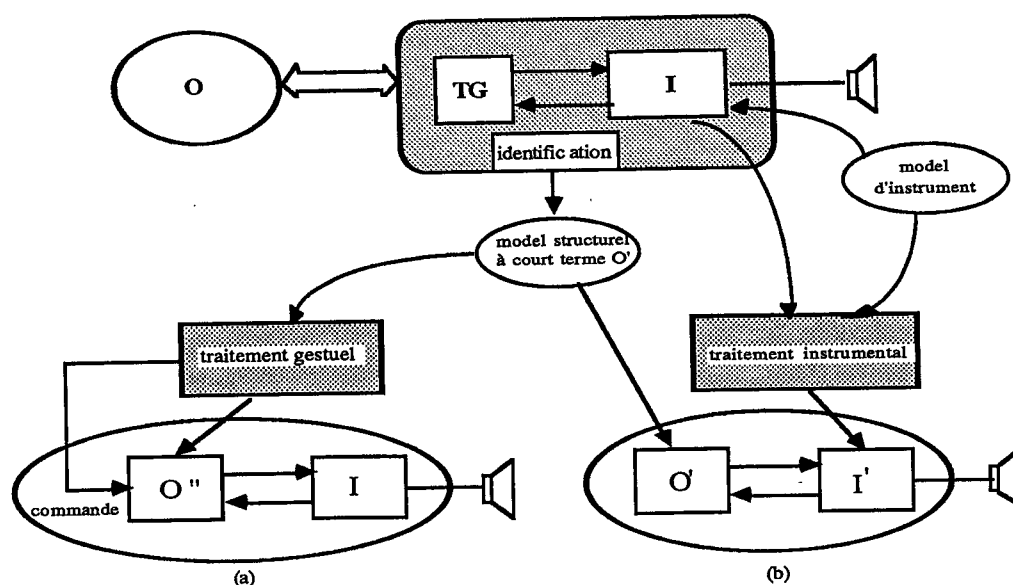 O
TG
I
identific ation
model
d'instrument
model structurel
à court terme O'
traitement gestuel
traitement instrumental
O"
I
commande
O'
I'
(a)
(b)